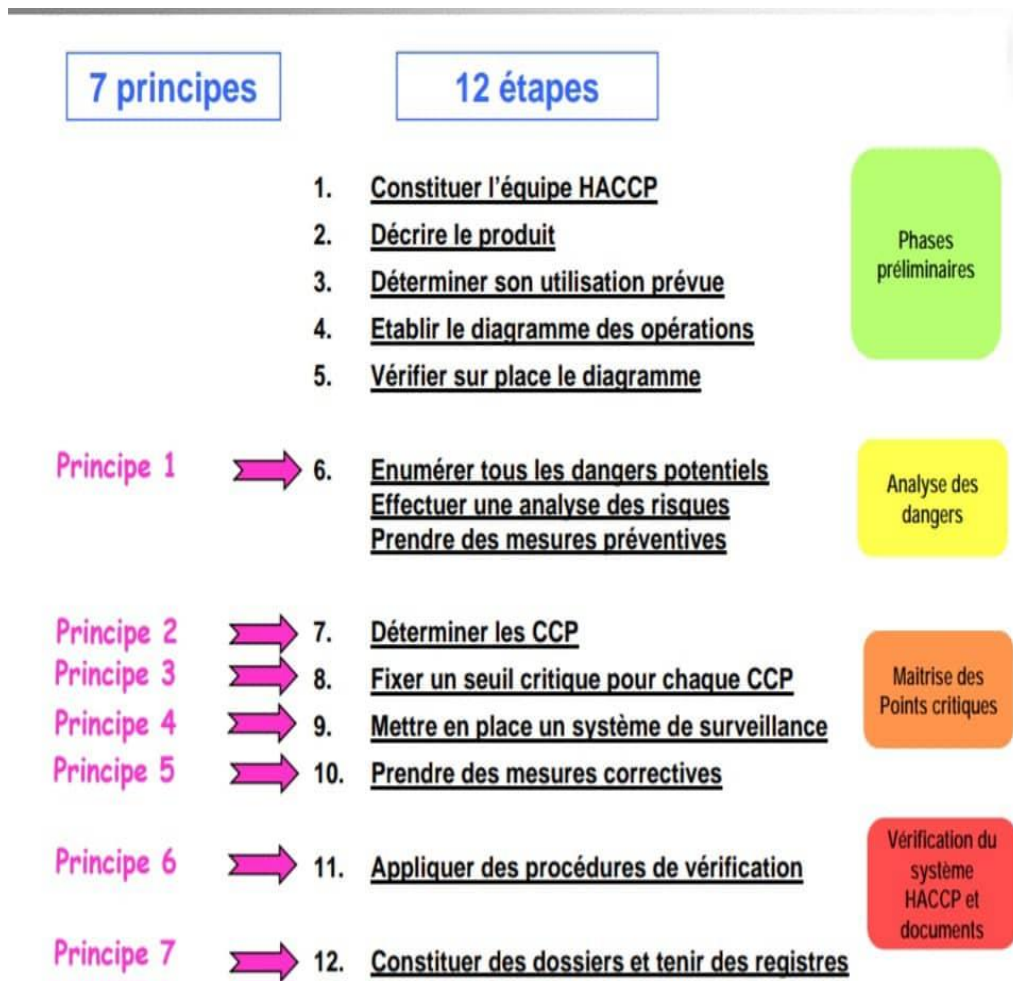 7 principes
12 étapes
1. Constituer l'équipe HACCP
2. Décrire le produit
3. Déterminer son utilisation prévue
4. Etablir le diagramme des opérations
5. Vérifier sur place le diagramme
Phases
préliminaires
Principe 1
6. Enumérer tous les dangers potentiels
Effectuer une analyse des risques
Prendre des mesures préventives
Analyse des
dangers
Principe 2
7. Déterminer les CCP
Principe 3
8. Fixer un seuil critique pour chaque CCP
Principe 4
9. Mettre en place un système de surveillance
Principe 5
10. Prendre des mesures correctives
Maitrise des
Points critiques
Principe 6
11. Appliquer des procédures de vérification
Principe 7
12. Constituer des dossiers et tenir des registres
Vérification du
système
HACCP et
documents